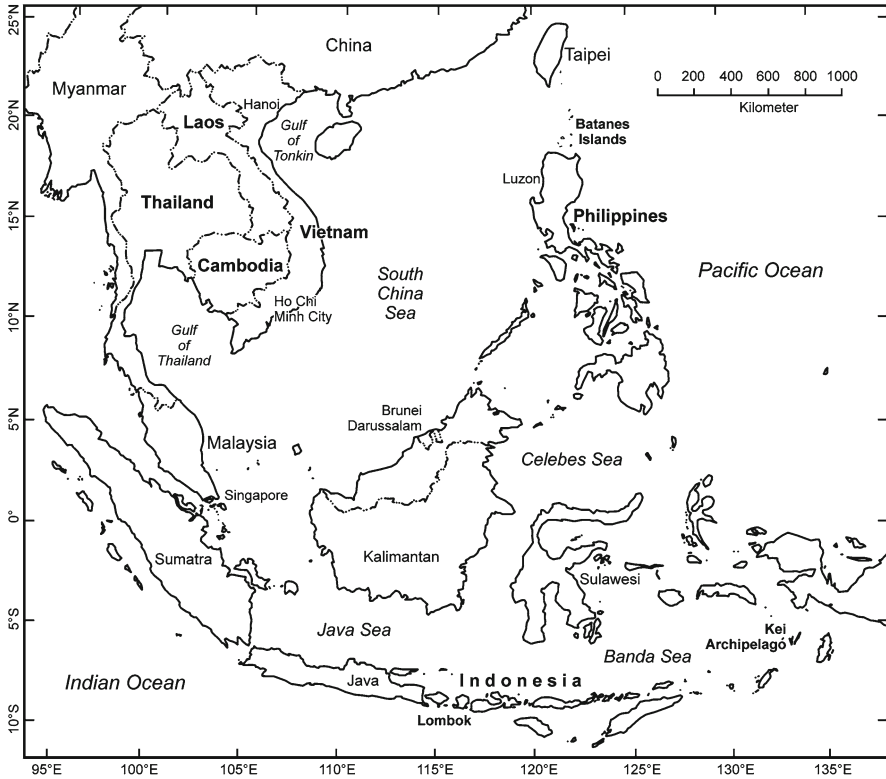 25°N
20°N
15°N
10°N
5°N
0°
5°S
10°S
China
Taipei
0 200 400 600 800 1000
Kilometer
Myanmar
Hanoi
Laos
Gulf
of
Tonkin
Batanes
Islands
Luzon
Thailand
Philippines
Vietnam
Cambodia
South
China
Sea
Pacific Ocean
Ho Chi
Minh City
Gulf
of
Thailand
Brunei
Darussalam
Malaysia
Celebes Sea
Singapore
Sumatra
Kalimantan
Sulawesi
Java Sea
Kei
Archipelagó
Banda Sea
Indian Ocean
Java
Indonesia
Lombok
95°E 100°E 105°E 110°E 115°E 120°E 125°E 130°E 135°E